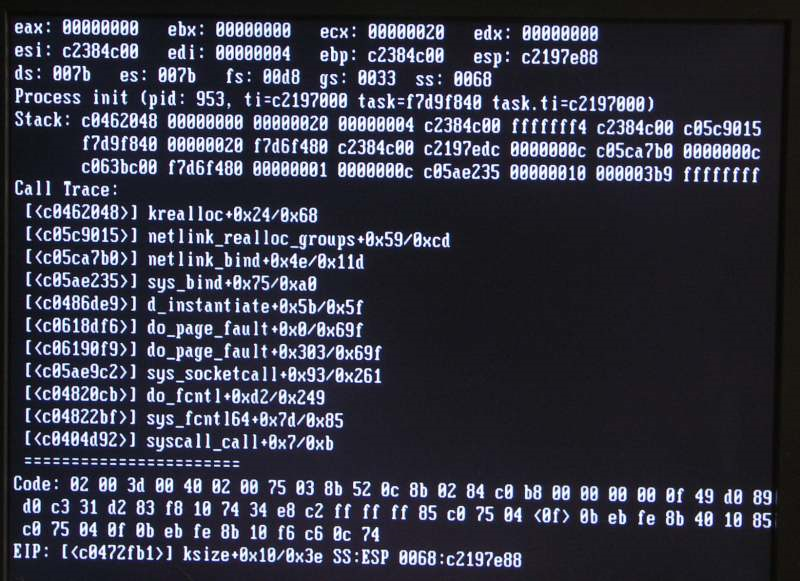 eax: 00000000 ebx: 00000000 ecx: 00000020 edx: 00000000
esi: c2384c00 edi: 00000004 ebp: c2384c00 esp: c2197e88
ds: 007b es: 007b fs: 00d8 gs: 0033 ss: 0068
Process init (pid: 953, ti=c2197000 task=f7d9f840 task.ti=c2197000)
Stack: c0462048 00000000 00000020 00000004 c2384c00 fffffff4 c2384c00 c05c9015
f7d9f840 00000020 f7d6f480 c2384c00 c2197edc 0000000c c05ca7b0 0000000c
c063bc00 f7d6f480 00000001 0000000c c05ae235 00000010 000003b9 ffffffff
Call Trace:
[<c0462048>] krealloc+0x24/0x68
[<c05c9015>] netlink_realloc_groups+0x59/0xcd
[<c05ca7b0>] netlink_bind+0x4e/0x11d
[<c05ae235>] sys_bind+0x75/0xa0
[<c0486de9>] d_instantiate+0x5b/0x5f
[<c0618df6>] do_page_fault+0x0/0x69f
[<c06190f9>] do_page_fault+0x303/0x69f
[<c05ae9c2>] sys_socketcall+0x93/0x261
[<c04820cb>] do_fcntl+0xd2/0x249
[<c04822bf>] sys_fcntl64+0x7d/0x85
[<c0404d92>] syscall_call+0x7/0xb
=======================
Code: 02 00 3d 00 40 02 00 75 03 8b 52 0c 8b 02 84 c0 b8 00 00 00 00 0f 49 d0 89
d0 c3 31 d2 83 f8 10 74 34 e8 c2 ff ff ff 85 c0 75 04 <0f> 0b eb fe 8b 40 10 85
c0 75 04 0f 0b eb fe 8b 10 f6 c6 0c 74
EIP: [<c0472fb1>] ksize+0x10/0x3e SS:ESP 0068:c2197e88